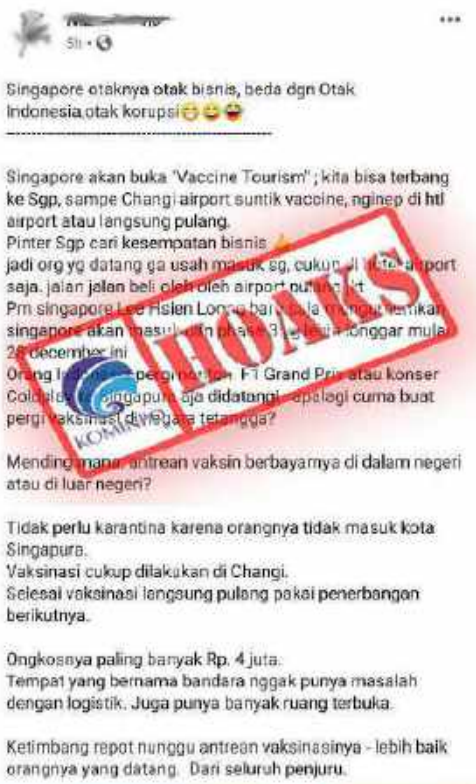 5h
Singapore otaknya otak bisnis, beda dgn Otak
Indonesia,otak korupsi
Singapore akan buka 'Vaccine Tourism" ; kita bisa terbang
ke Sgp, sampe Changi airport suntik vaccine, nginep di htl
airport atau langsung pulang.
Pinter Sgp cari kesempatan bisnis
jadi org yg datang ga usah masuk sg, cukup di hotel airport
saja. jalan jalan beli oleh oleh airport
Pm singapore Lee Hsien Loong baru saja
singapore akan phase 3 longgar mulai
28 december ini
Orang pergi nonton F1 Grand Prix atau konser
Coldplay Singapura aja didatangi apalagi cuma buat
pergi vaksinasi di negara tetangga?
HOAKS
KOMINFO
Mending mana, antrean vaksin berbayarnya di dalam negeri
atau di luar negeri?
Tidak perlu karantina karena orangnya tidak masuk kota
Singapura.
Vaksinasi cukup dilakukan di Changi.
Selesai vaksinasi langsung pulang pakai penerbangan
berikutnya.
Ongkosnya paling banyak Rp. 4 juta.
Tempat yang bernama bandara nggak punya masalah
dengan logistik. Juga punya banyak ruang terbuka.
Ketimbang repot nunggu antrean vaksinasinya - lebih baik
orangnya yang datang. Dari seluruh penjuru.